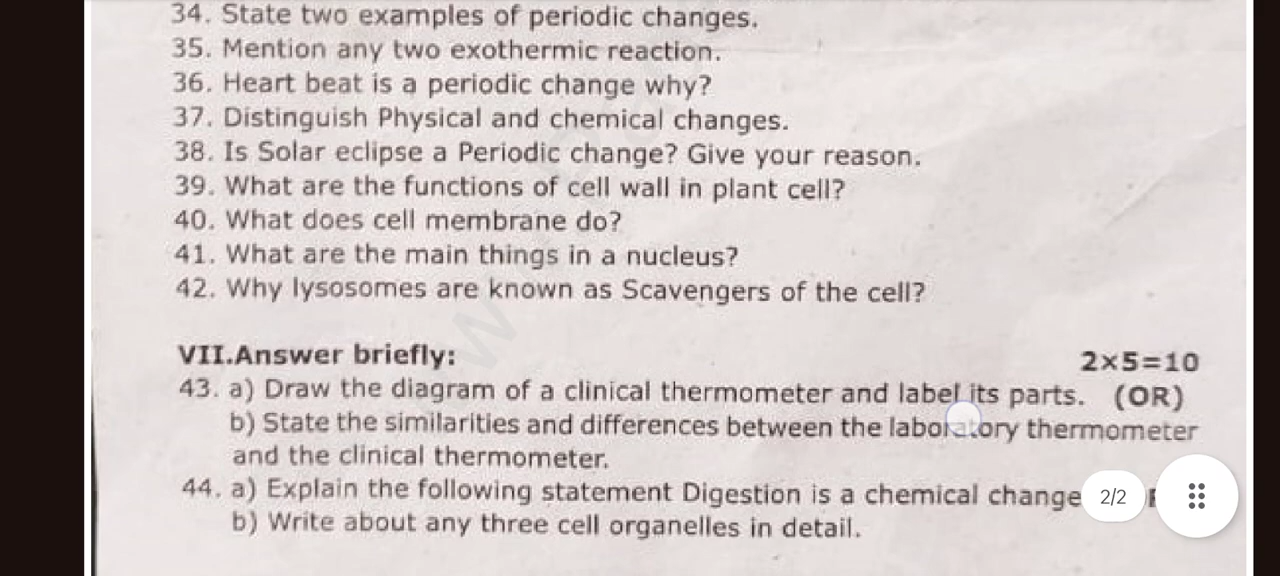 34. State two examples of periodic changes.
35. Mention any two exothermic reaction.
36. Heart beat is a periodic change why?
37. Distinguish Physical and chemical changes.
38. Is Solar eclipse a Periodic change? Give your reason.
39. What are the functions of cell wall in plant cell?
40. What does cell membrane do?
41. What are the main things in a nucleus?
42. Why lysosomes are known as Scavengers of the cell?
VII.Answer briefly: 2x5=10
43. a) Draw the diagram of a clinical thermometer and label its parts. (OR)
b) State the similarities and differences between the laboratory thermometer
and the clinical thermometer.
44. a) Explain the following statement Digestion is a chemical change
2/2
b) Write about any three cell organelles in detail.